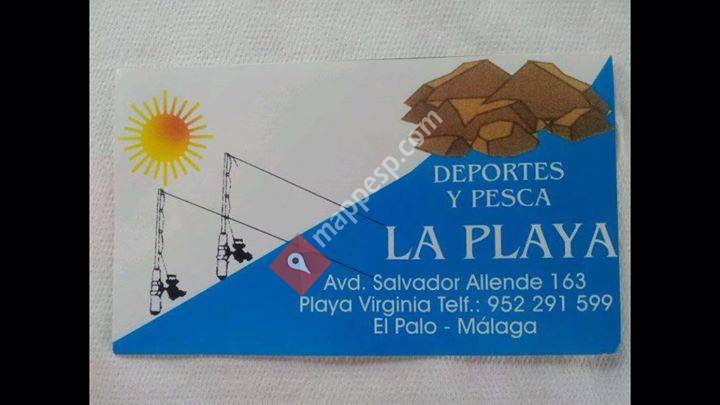 DEPORTES
Y PESCA
LA PLAYA
Avd. Salvador Allende 163
Playa Virginia Telf.: 952 291 599
El Palo - Málaga
mappesp.com